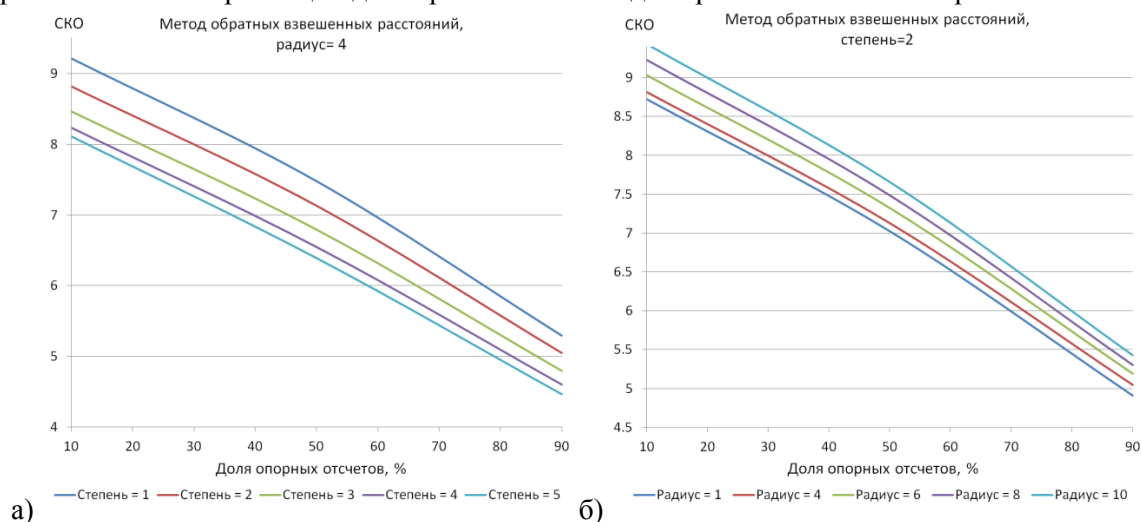 СКО
Метод обратных взвешенных расстояний,
радиус= 4
9
8
7
6
5
4
10 20 30 40 50 60 70 80 90
Доля опорных отсчетов, %
Степень = 1 Степень = 2 Степень = 3 Степень = 4 Степень = 5
а)
СКО
Метод обратных взвешенных расстояний,
степень=2
9
8.5
8
7.5
7
6.5
6
5.5
5
4.5
10 20 30 40 50 60 70 80 90
Доля опорных отсчетов, %
Радиус = 1 Радиус = 4 Радиус = 6 Радиус = 8 Радиус = 10
б)